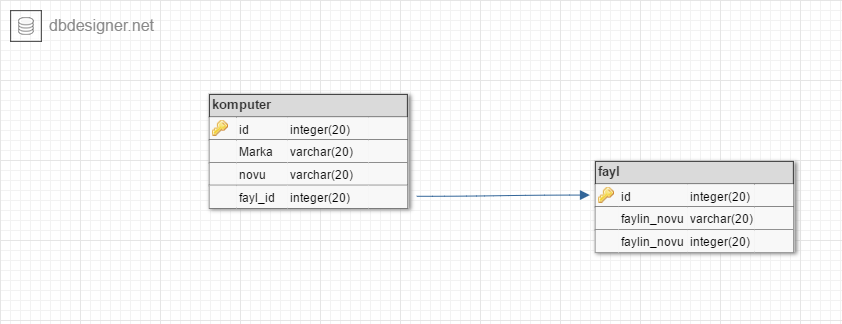 dbdesigner.net
komputer
id integer(20)
Marka varchar(20)
novu varchar(20)
fayl_id integer(20)
fayl
id integer(20)
faylin_novu varchar(20)
faylin_novu integer(20)